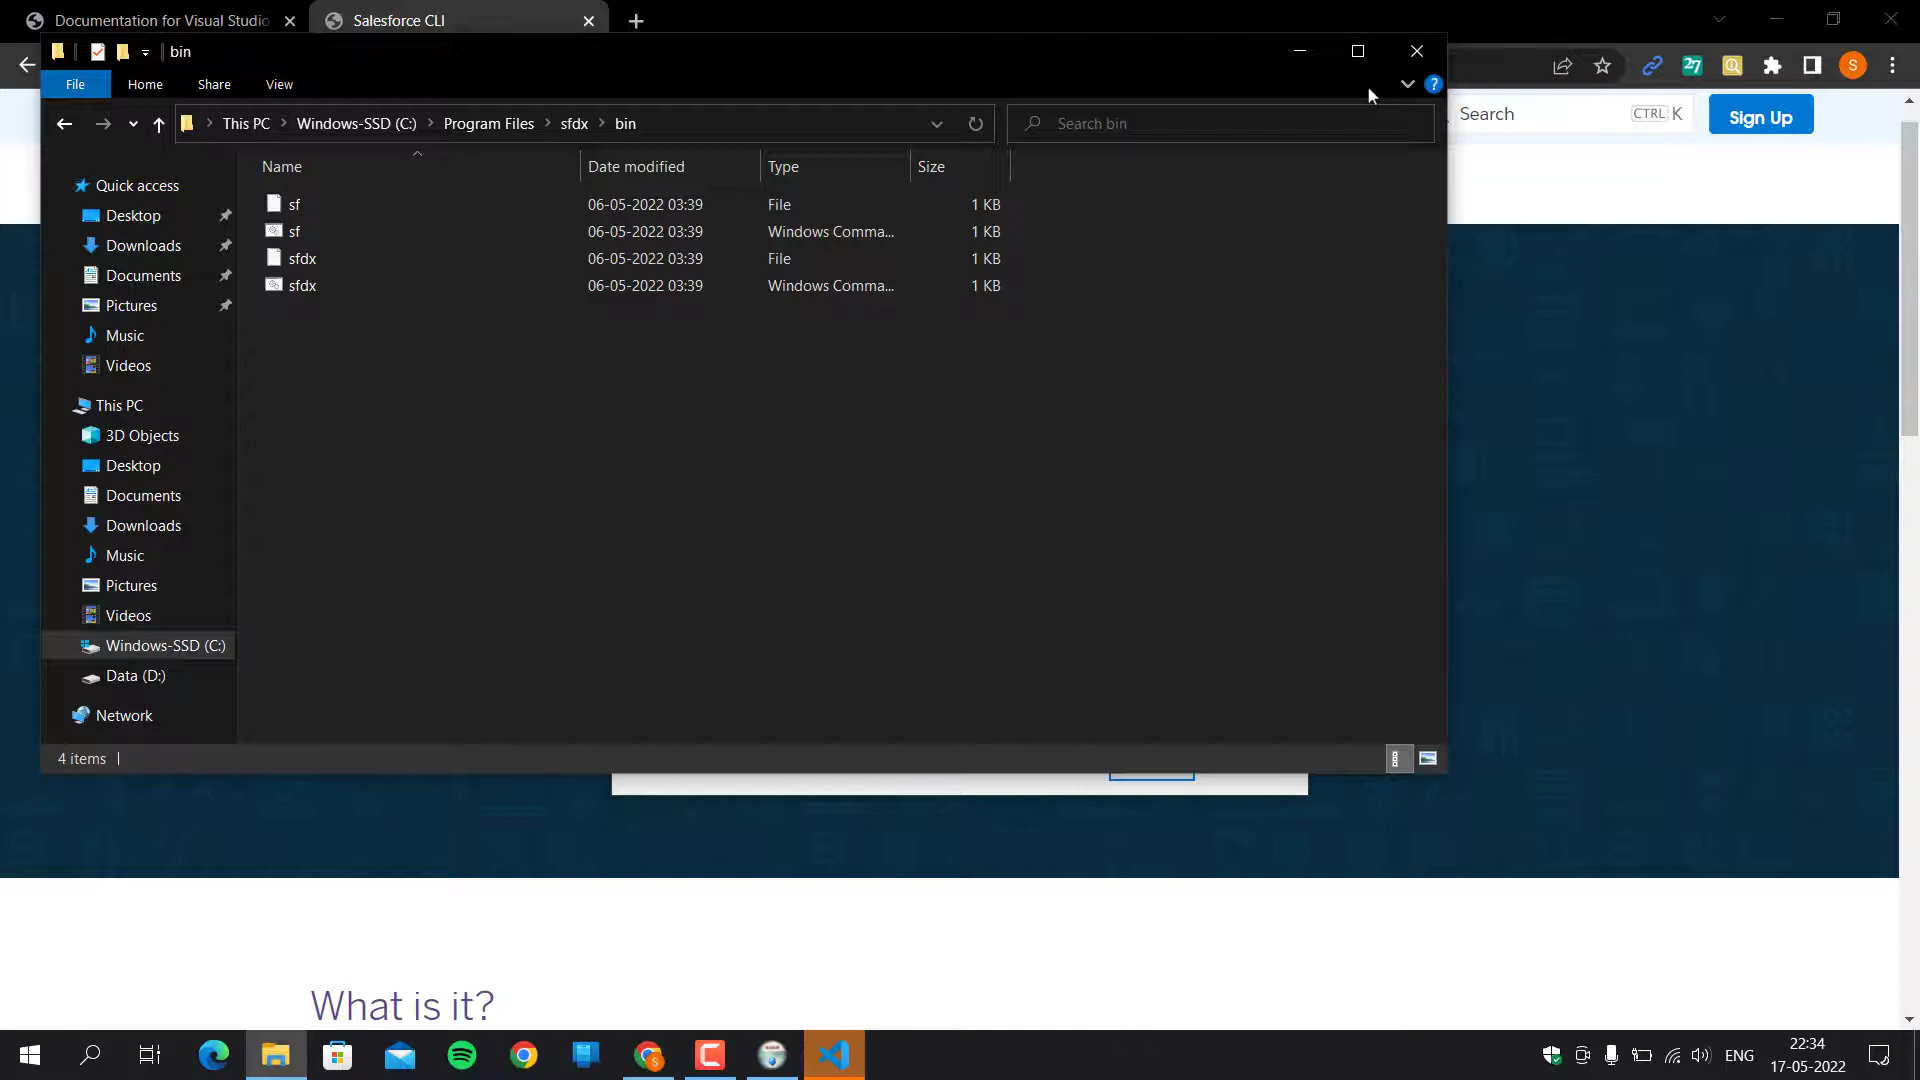 Documentation for Visual Studio
Salesforce CLI
bin
File
Home
Share
View
This PC
Windows-SSD (C:)
Program Files
sfdx
bin
Search bin
Search
CTRL K
Sign Up
Name
Date modified
Type
Size
sf
06-05-2022 03:39
File
1 KB
sf
06-05-2022 03:39
Windows Comma...
1 KB
sfdx
06-05-2022 03:39
File
1 KB
sfdx
06-05-2022 03:39
Windows Comma...
1 KB
Quick access
Desktop
Downloads
Documents
Pictures
Music
Videos
This PC
3D Objects
Desktop
Documents
Downloads
Music
Pictures
Videos
Windows-SSD (C:)
Data (D:)
Network
4 items
What is it?
ENG
22:34
17-05-2022